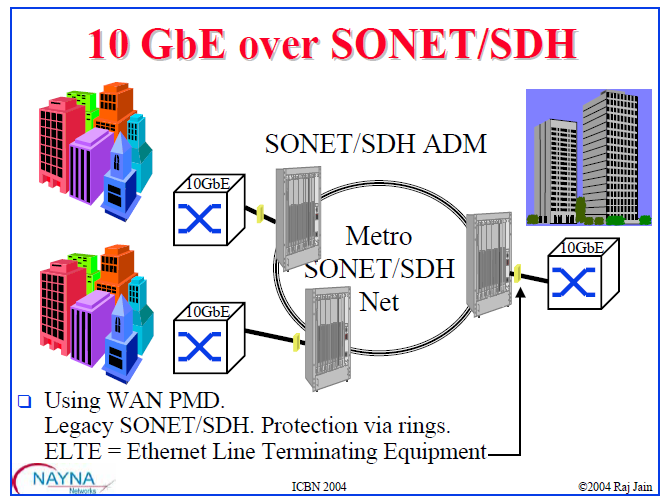 10 GbE over SONET/SDH
SONET/SDH ADM
10GbE
Metro
SONET/SDH
Net
10GbE
10GbE
❑ Using WAN PMD.
Legacy SONET/SDH. Protection via rings.
ELTE = Ethernet Line Terminating Equipment
NAYNA
Networks
ICBN 2004
©2004 Raj Jain